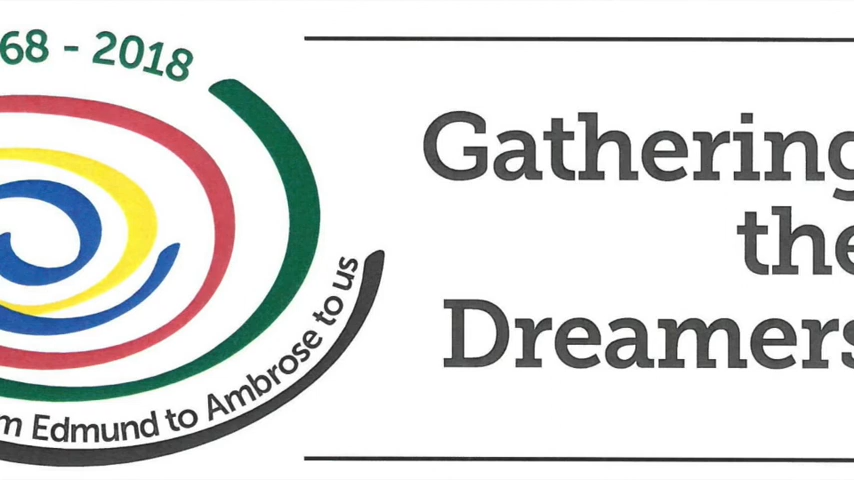 68 - 2018
Gathering
the
Dreamers
m Edmund to Ambrose to us